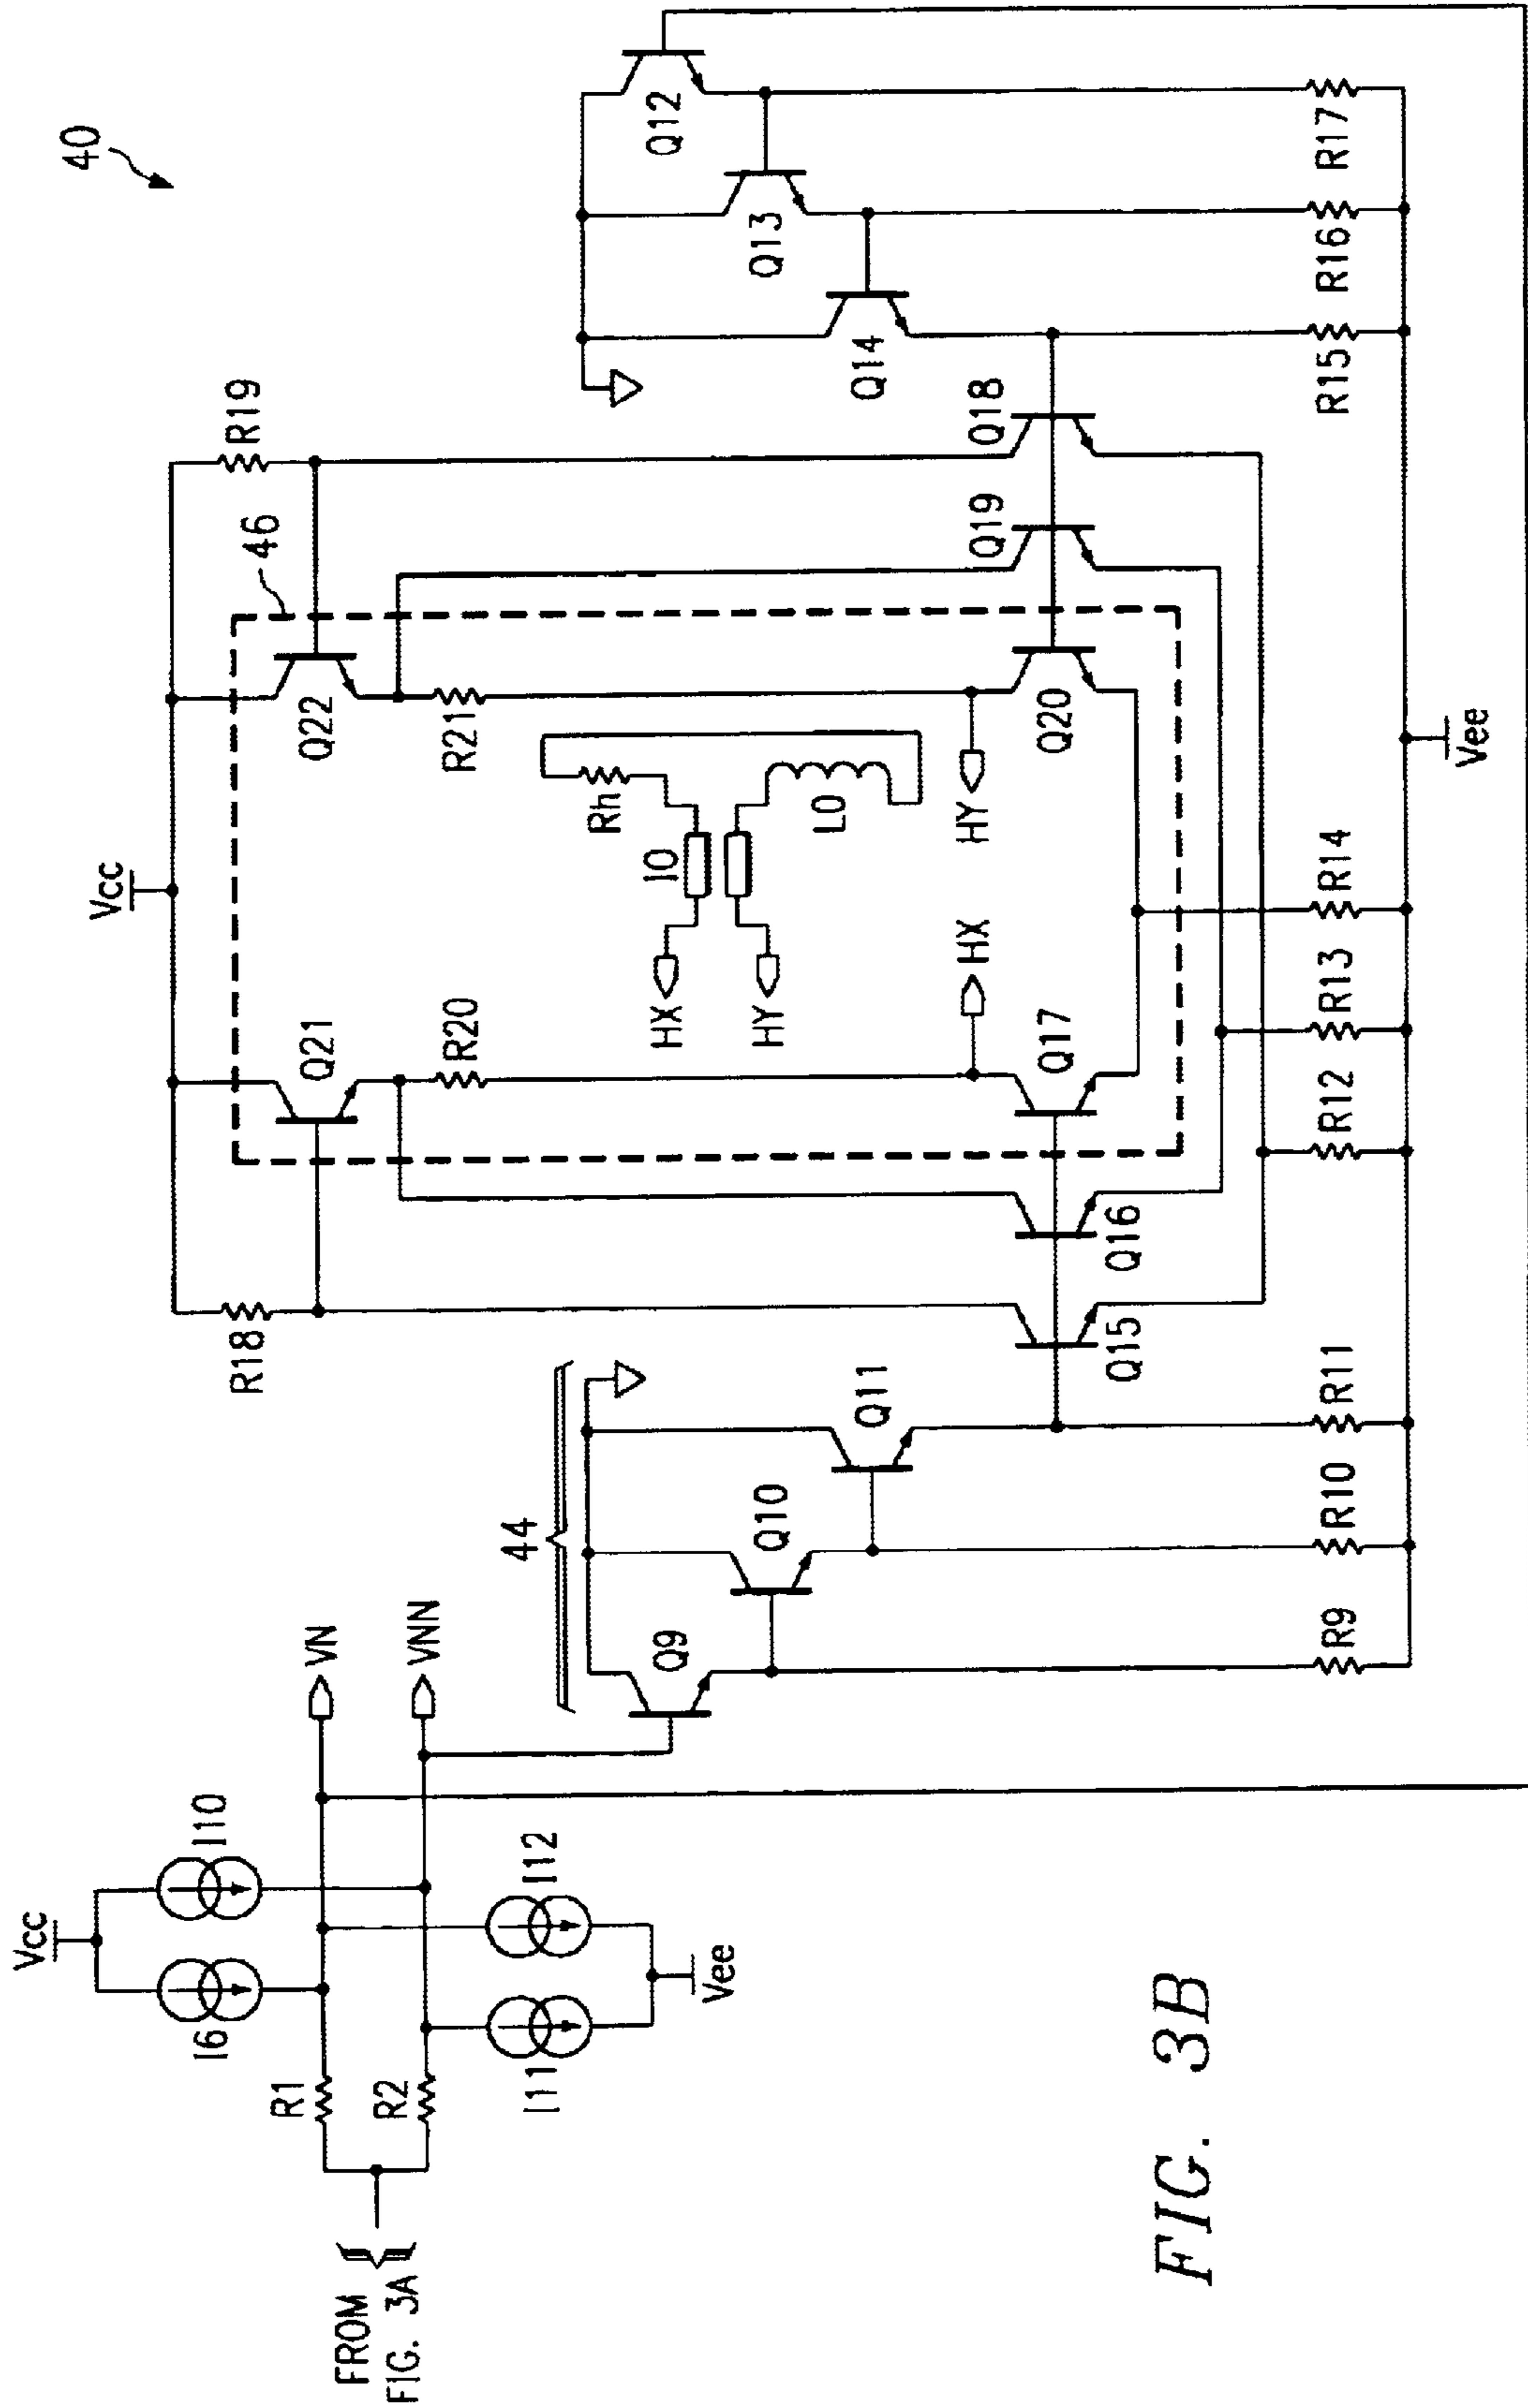 40
Vcc
Vcc
I6
I10
R1
R2
VN
VNN
FROM
FIG. 3A
I11
I12
Vee
44
Q9
Q10
Q11
R9
R10
R11
R18
Q21
R20
46
Q22
R21
R19
HX
HY
I0
Rh
L0
HX
HY
Q15
Q16
Q17
Q20
Q19
Q18
R12
R13
R14
Vee
Q12
Q13
Q14
R15
R16
R17
FIG. 3B